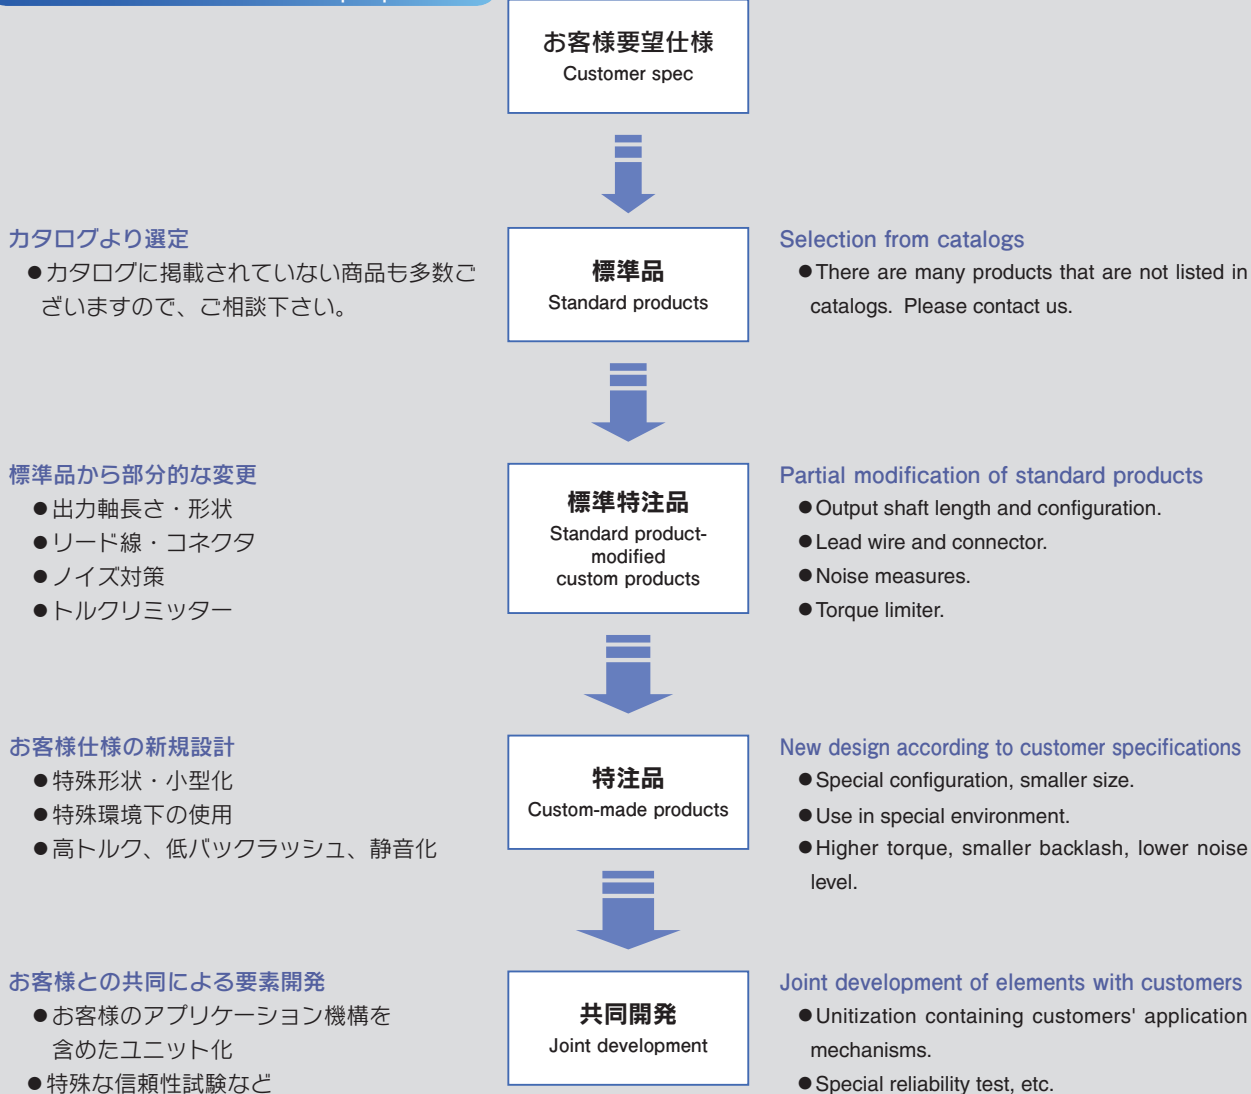 お客様要望仕様
Customer spec
カタログより選定
●カタログに掲載されていない商品も多数ご
ざいますので、ご相談下さい。
標準品
Standard products
Selection from catalogs
●There are many products that are not listed in
catalogs. Please contact us.
標準品から部分的な変更
●出力軸長さ・形状
●リード線・コネクタ
●ノイズ対策
●トルクリミッター
標準特注品
Standard product-
modified
custom products
Partial modification of standard products
●Output shaft length and configuration.
●Lead wire and connector.
●Noise measures.
●Torque limiter.
お客様仕様の新規設計
●特殊形状・小型化
●特殊環境下の使用
●高トルク、低バックラッシュ、静音化
特注品
Custom-made products
New design according to customer specifications
●Special configuration, smaller size.
●Use in special environment.
●Higher torque, smaller backlash, lower noise
level.
お客様との共同による要素開発
●お客様のアプリケーション機構を
含めたユニット化
●特殊な信頼性試験など
共同開発
Joint development
Joint development of elements with customers
●Unitization containing customers' application
mechanisms.
●Special reliability test, etc.